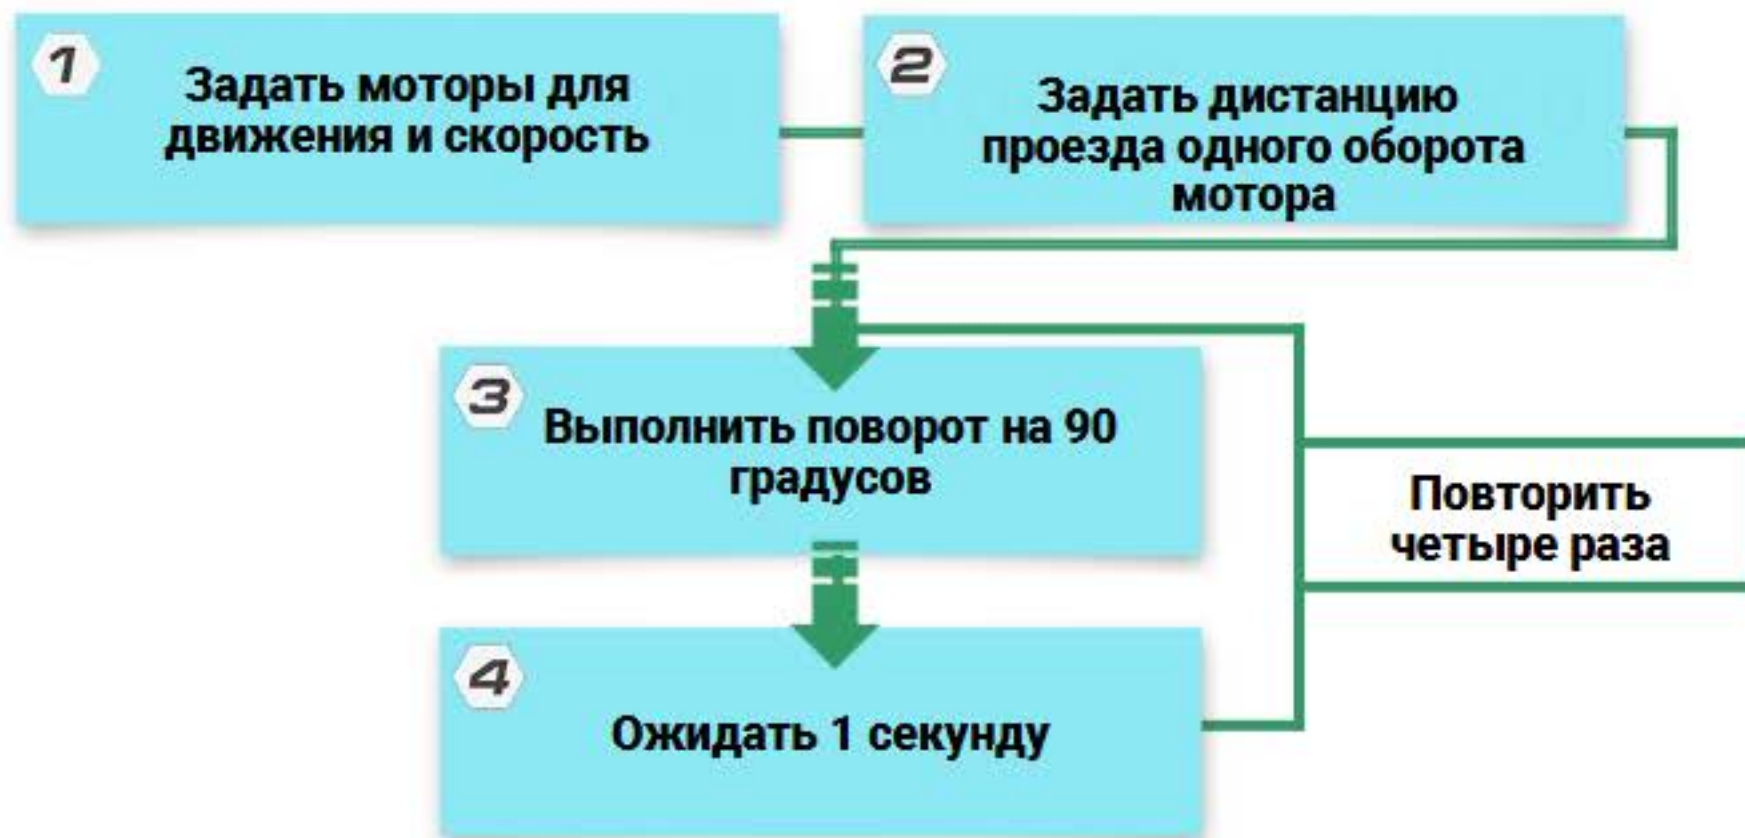 1
Задать моторы для
движения и скорость
2
Задать дистанцию
проезда одного оборота
мотора
3
Выполнить поворот на 90
градусов
Повторить
четыре раза
4
Ожидать 1 секунду